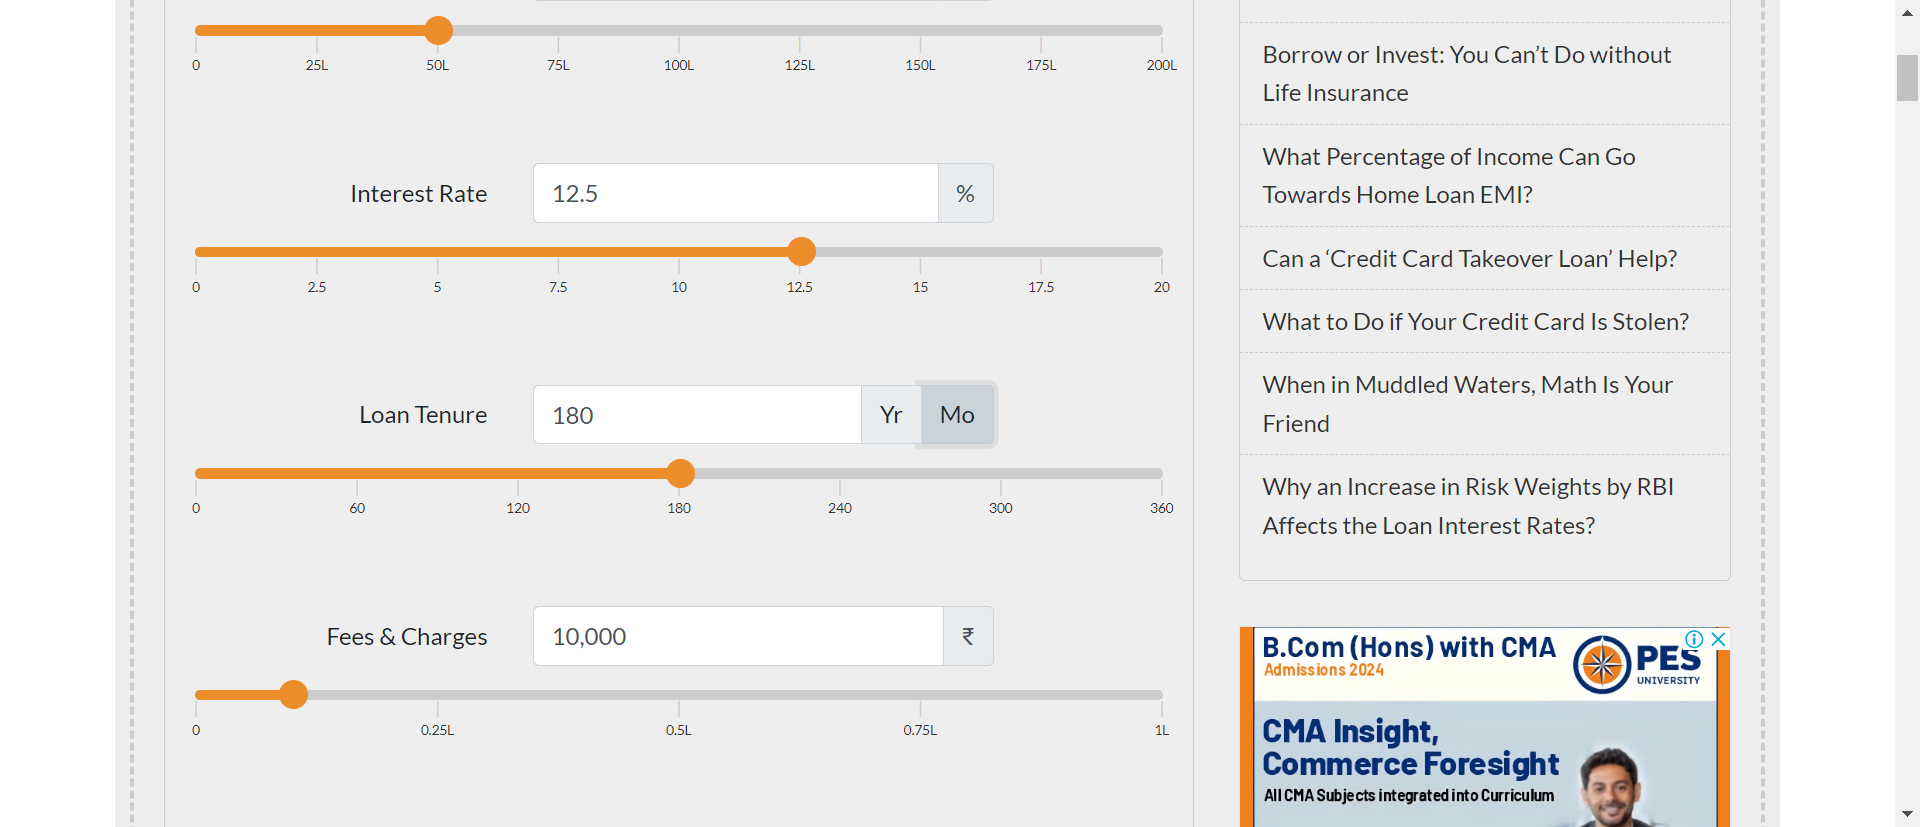 0 25L 50L 75L 100L 125L 150L 175L 200L
Interest Rate 12.5 %
0 2.5 5 7.5 10 12.5 15 17.5 20
Loan Tenure 180 Yr Mo
0 60 120 180 240 300 360
Fees & Charges 10,000 ₹
0 0.25L 0.5L 0.75L 1L
Borrow or Invest: You Can’t Do without
Life Insurance
What Percentage of Income Can Go
Towards Home Loan EMI?
Can a ‘Credit Card Takeover Loan’ Help?
What to Do if Your Credit Card Is Stolen?
When in Muddled Waters, Math Is Your
Friend
Why an Increase in Risk Weights by RBI
Affects the Loan Interest Rates?
B.Com (Hons) with CMA
Admissions 2024
PES
UNIVERSITY
CMA Insight,
Commerce Foresight
All CMA Subjects integrated into Curriculum